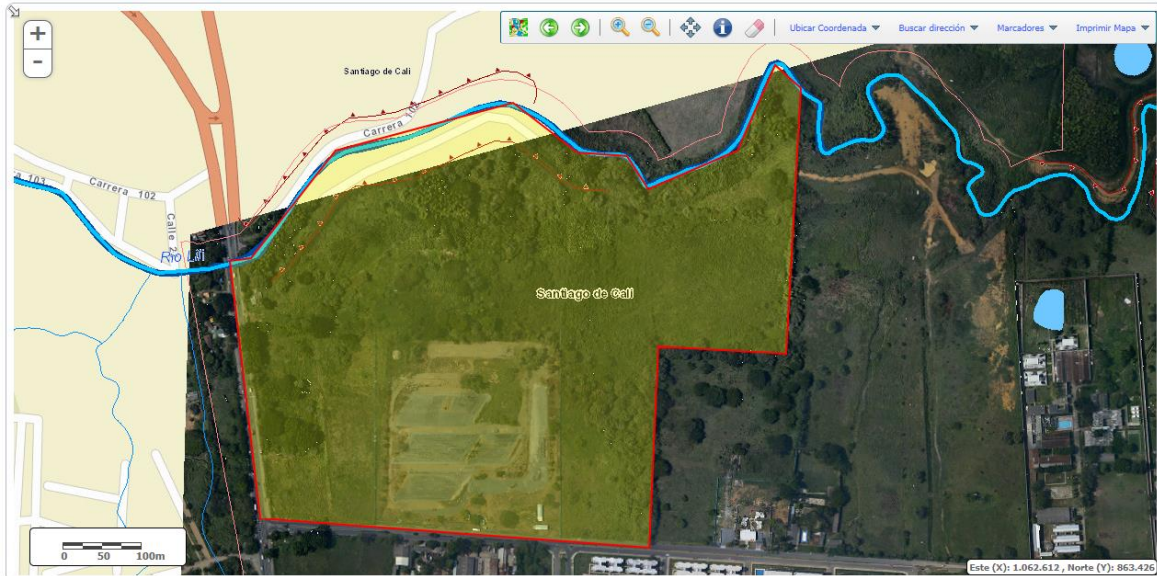 +
-
Ubicar Coordenada
Buscar dirección
Marcadores
Imprimir Mapa
Santiago de Cali
Carrera 102
Carrera 102
Calle 2
Río Lili
Santiago de Cali
0 50 100m
Este (X): 1.062.612 , Norte (Y): 863.426